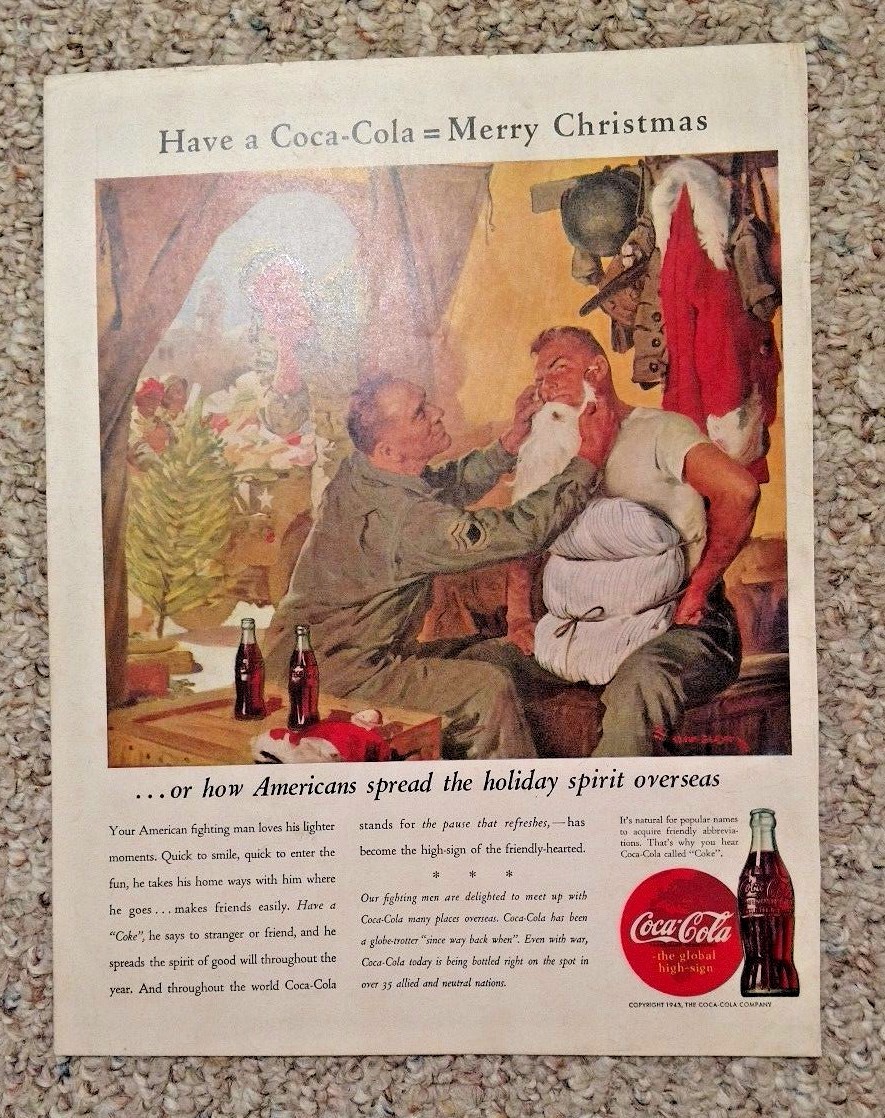 Have a Coca-Cola = Merry Christmas
...or how Americans spread the holiday spirit overseas
Your American fighting man loves his lighter
moments. Quick to smile, quick to enter the
fun, he takes his home ways with him where
he goes ... makes friends easily. Have a
"Coke", he says to stranger or friend, and he
spreads the spirit of good will throughout the
year. And throughout the world Coca-Cola
stands for the pause that refreshes,—has
become the high-sign of the friendly-hearted.
* * *
Our fighting men are delighted to meet up with
Coca-Cola many places overseas. Coca-Cola has been
a globe-trotter "since way back when". Even with war,
Coca-Cola today is being bottled right on the spot in
over 35 allied and neutral nations.
It's natural for popular names
to acquire friendly abbrevia-
tions. That's why you hear
Coca-Cola called "Coke".
Coca-Cola
-the global
high-sign
Coca-Cola
COPYRIGHT 1943, THE COCA-COLA COMPANY